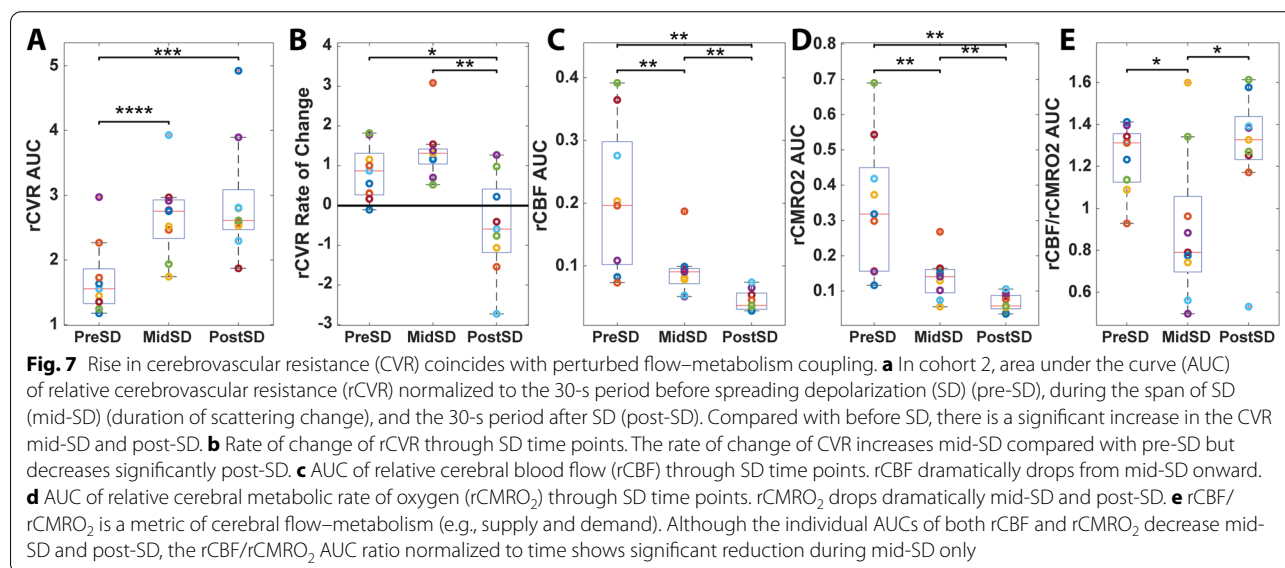 A
rCVR AUC
5
4
3
2
1
***
****
PreSD MidSD PostSD
B
rCVR Rate of Change
4
3
2
1
0
-1
-2
-3
*
**
PreSD MidSD PostSD
C
rCBF AUC
0.4
0.3
0.2
0.1
**
**
**
PreSD MidSD PostSD
D
rCMRO2 AUC
0.8
0.7
0.6
0.5
0.4
0.3
0.2
0.1
**
**
**
PreSD MidSD PostSD
E
rCBF/rCMRO2 AUC
1.6
1.4
1.2
1
0.8
0.6
*
*
PreSD MidSD PostSD
Fig. 7 Rise in cerebrovascular resistance (CVR) coincides with perturbed flow–metabolism coupling. a In cohort 2, area under the curve (AUC)
of relative cerebrovascular resistance (rCVR) normalized to the 30-s period before spreading depolarization (SD) (pre-SD), during the span of SD
(mid-SD) (duration of scattering change), and the 30-s period after SD (post-SD). Compared with before SD, there is a significant increase in the CVR
mid-SD and post-SD. b Rate of change of rCVR through SD time points. The rate of change of CVR increases mid-SD compared with pre-SD but
decreases significantly post-SD. c AUC of relative cerebral blood flow (rCBF) through SD time points. rCBF dramatically drops from mid-SD onward.
d AUC of relative cerebral metabolic rate of oxygen (rCMRO2) through SD time points. rCMRO2 drops dramatically mid-SD and post-SD. e rCBF/
rCMRO2 is a metric of cerebral flow–metabolism (e.g., supply and demand). Although the individual AUCs of both rCBF and rCMRO2 decrease mid-
SD and post-SD, the rCBF/rCMRO2 AUC ratio normalized to time shows significant reduction during mid-SD only